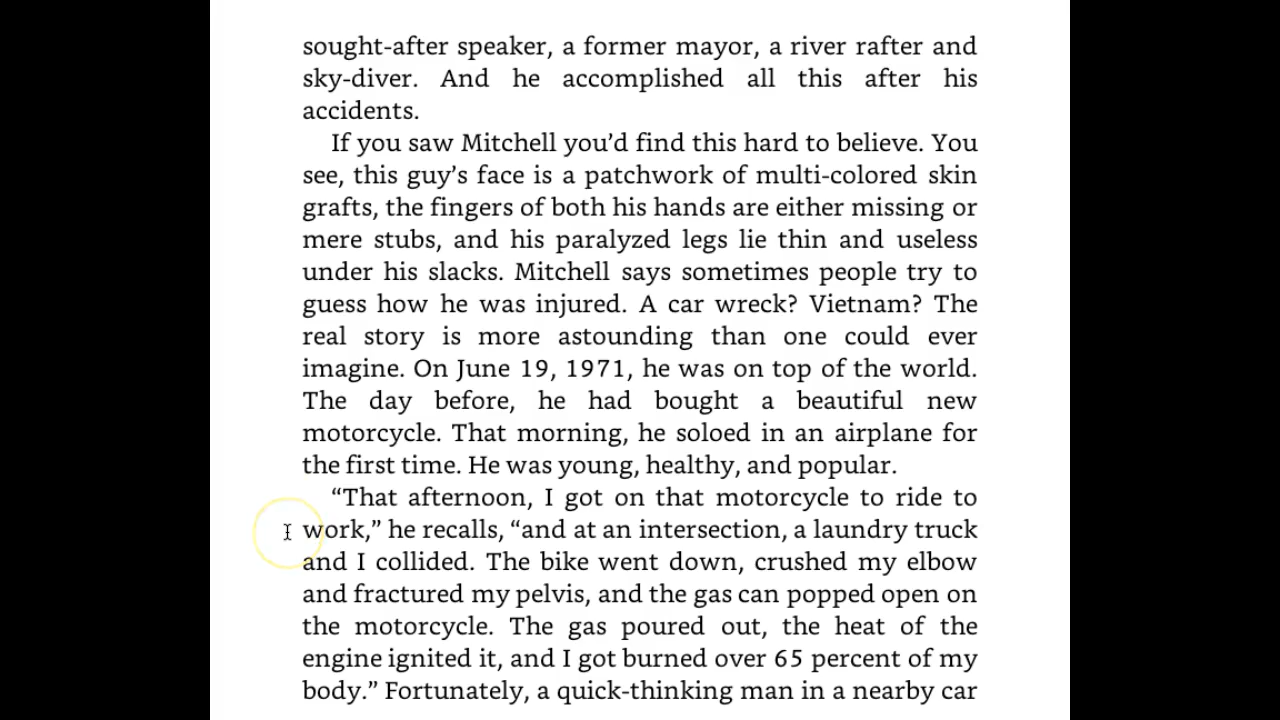 sought-after speaker, a former mayor, a river rafter and
sky-diver. And he accomplished all this after his
accidents.
If you saw Mitchell you’d find this hard to believe. You
see, this guy’s face is a patchwork of multi-colored skin
grafts, the fingers of both his hands are either missing or
mere stubs, and his paralyzed legs lie thin and useless
under his slacks. Mitchell says sometimes people try to
guess how he was injured. A car wreck? Vietnam? The
real story is more astounding than one could ever
imagine. On June 19, 1971, he was on top of the world.
The day before, he had bought a beautiful new
motorcycle. That morning, he soloed in an airplane for
the first time. He was young, healthy, and popular.
“That afternoon, I got on that motorcycle to ride to
work,” he recalls, “and at an intersection, a laundry truck
and I collided. The bike went down, crushed my elbow
and fractured my pelvis, and the gas can popped open on
the motorcycle. The gas poured out, the heat of the
engine ignited it, and I got burned over 65 percent of my
body.” Fortunately, a quick-thinking man in a nearby car